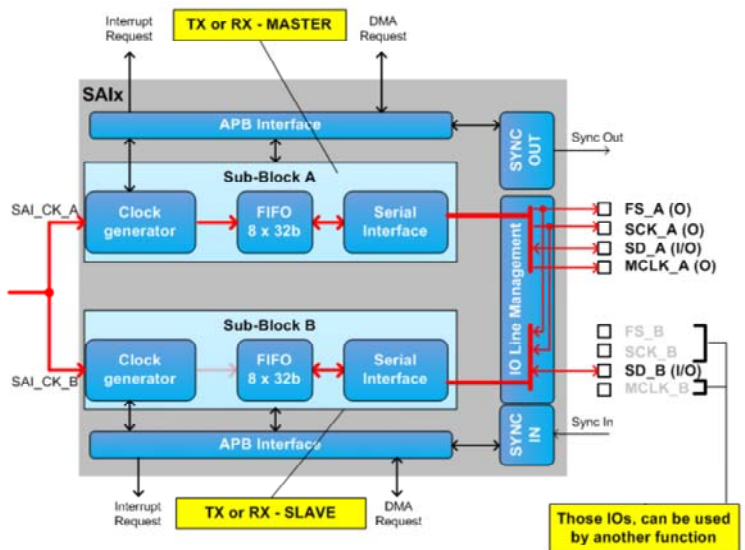 Interrupt
Request
TX or RX - MASTER
DMA
Request
SAIx
APB Interface
SYNC
OUT
Sync Out
Sub-Block A
SAI_CK_A
Clock
generator
FIFO
8 x 32b
Serial
Interface
IO Line Management
FS_A (O)
SCK_A (O)
SD_A (I/O)
MCLK_A (O)
Sub-Block B
SAI_CK_B
Clock
generator
FIFO
8 x 32b
Serial
Interface
FS_B
SCK_B
SD_B (I/O)
MCLK_B
APB Interface
SYNC
IN
Sync In
Interrupt
Request
TX or RX - SLAVE
DMA
Request
Those IOs, can be used
by another function